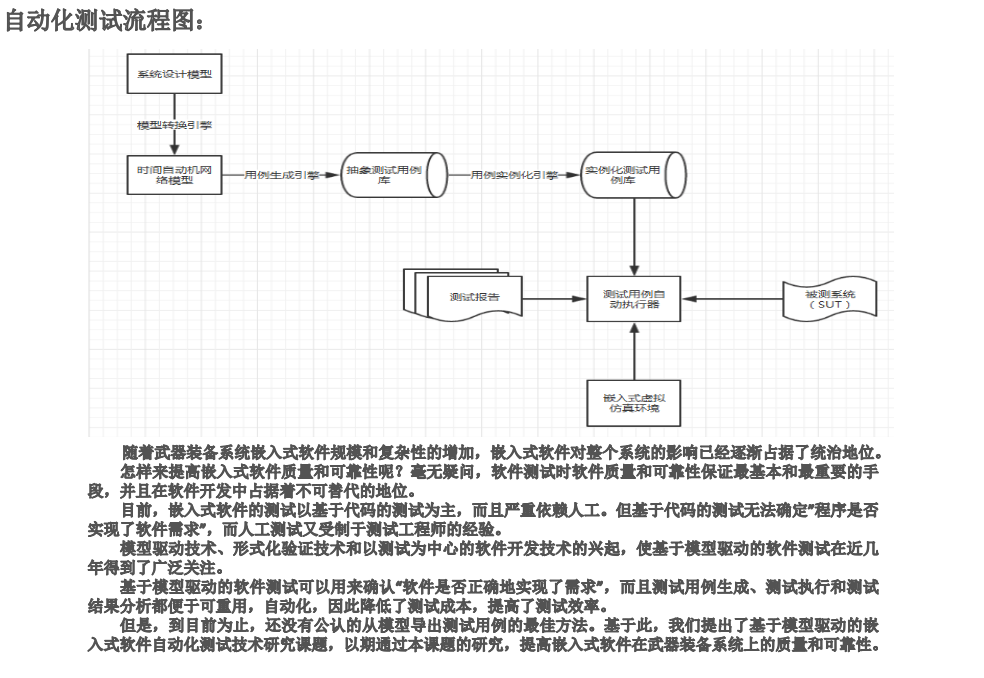 自动化测试流程图：
系统设计模型
模型转换引擎
时间自动机网
络模型
用例生成引擎
抽象测试用例
库
用例实例化引擎
实例化测试用
例库
测试报告
测试用例自
动执行器
被测系统
（SUT）
嵌入式虚拟
仿真环境
随着武器装备系统嵌入式软件规模和复杂性的增加，嵌入式软件对整个系统的影响已经逐渐占据了统治地位。
怎样来提高嵌入式软件质量和可靠性呢？毫无疑问，软件测试时软件质量和可靠性保证最基本和最重要的手
段，并且在软件开发中占据着不可替代的地位。
目前，嵌入式软件的测试以基于代码的测试为主，而且严重依赖人工。但基于代码的测试无法确定”程序是否
实现了软件需求”，而人工测试又受制于测试工程师的经验。
模型驱动技术、形式化验证技术和以测试为中心的软件开发技术的兴起，使基于模型驱动的软件测试在近几
年得到了广泛关注。
基于模型驱动的软件测试可以用来确认“软件是否正确地实现了需求”，而且测试用例生成、测试执行和测试
结果分析都便于可重用，自动化，因此降低了测试成本，提高了测试效率。
但是，到目前为止，还没有公认的从模型导出测试用例的最佳方法。基于此，我们提出了基于模型驱动的嵌
入式软件自动化测试技术研究课题，以期通过本课题的研究，提高嵌入式软件在武器装备系统上的质量和可靠性。